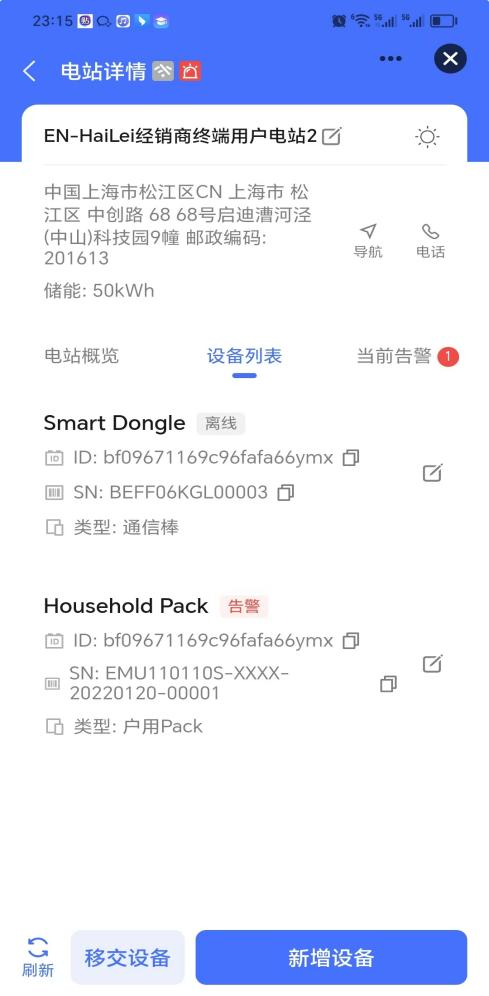 23:15
电站详情
EN-HaiLei经销商终端用户电站2
中国上海市松江区CN 上海市 松
江区 中创路 68 68号启迪漕河泾
(中山)科技园9幢 邮政编码:
201613
导航
电话
储能: 50kWh
电站概览
设备列表
当前告警 1
Smart Dongle 离线
ID: bf09671169c96fafa66ymx
SN: BEFF06KGL00003
类型: 通信棒
Household Pack 告警
ID: bf09671169c96fafa66ymx
SN: EMU110110S-XXXX-
20220120-00001
类型: 户用Pack
刷新
移交设备
新增设备